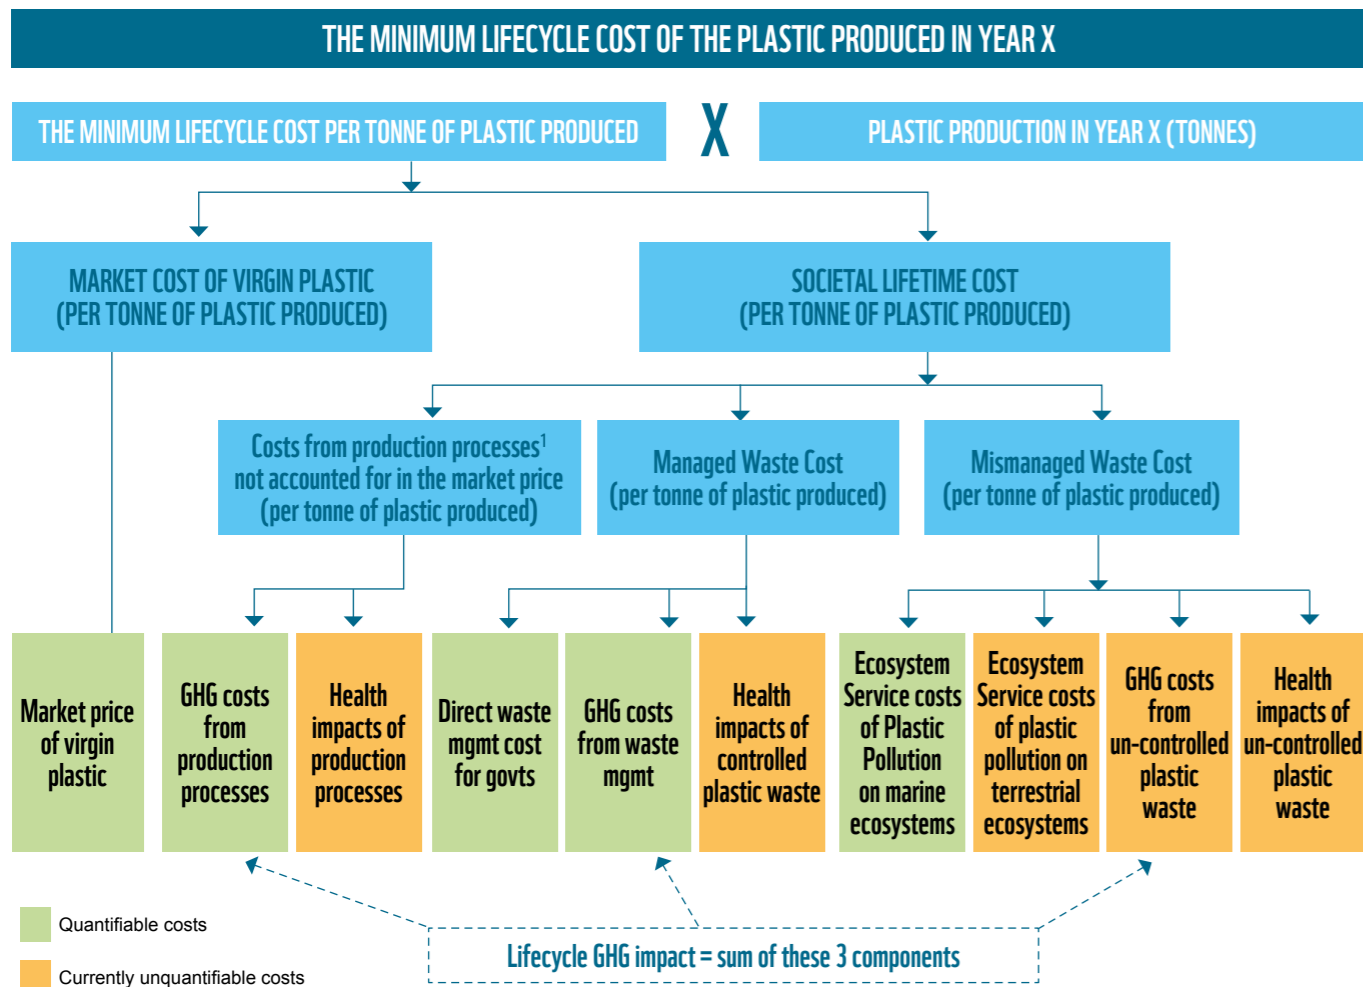 THE MINIMUM LIFECYCLE COST OF THE PLASTIC PRODUCED IN YEAR X
THE MINIMUM LIFECYCLE COST PER TONNE OF PLASTIC PRODUCED
X
PLASTIC PRODUCTION IN YEAR X (TONNES)
MARKET COST OF VIRGIN PLASTIC
(PER TONNE OF PLASTIC PRODUCED)
SOCIETAL LIFETIME COST
(PER TONNE OF PLASTIC PRODUCED)
Costs from production processes¹
not accounted for in the market price
(per tonne of plastic produced)
Managed Waste Cost
(per tonne of plastic produced)
Mismanaged Waste Cost
(per tonne of plastic produced)
Market price
of virgin
plastic
GHG costs
from
production
processes
Health
impacts of
production
processes
Direct waste
mgmt cost
for govts
GHG costs
from waste
mgmt
Health
impacts of
controlled
plastic waste
Ecosystem
Service costs
of Plastic
Pollution
on marine
ecosystems
Ecosystem
Service costs
of plastic
pollution on
terrestrial
ecosystems
GHG costs
from
un-controlled
plastic
waste
Health
impacts of
un-controlled
plastic
waste
Quantifiable costs
Currently unquantifiable costs
Lifecycle GHG impact = sum of these 3 components